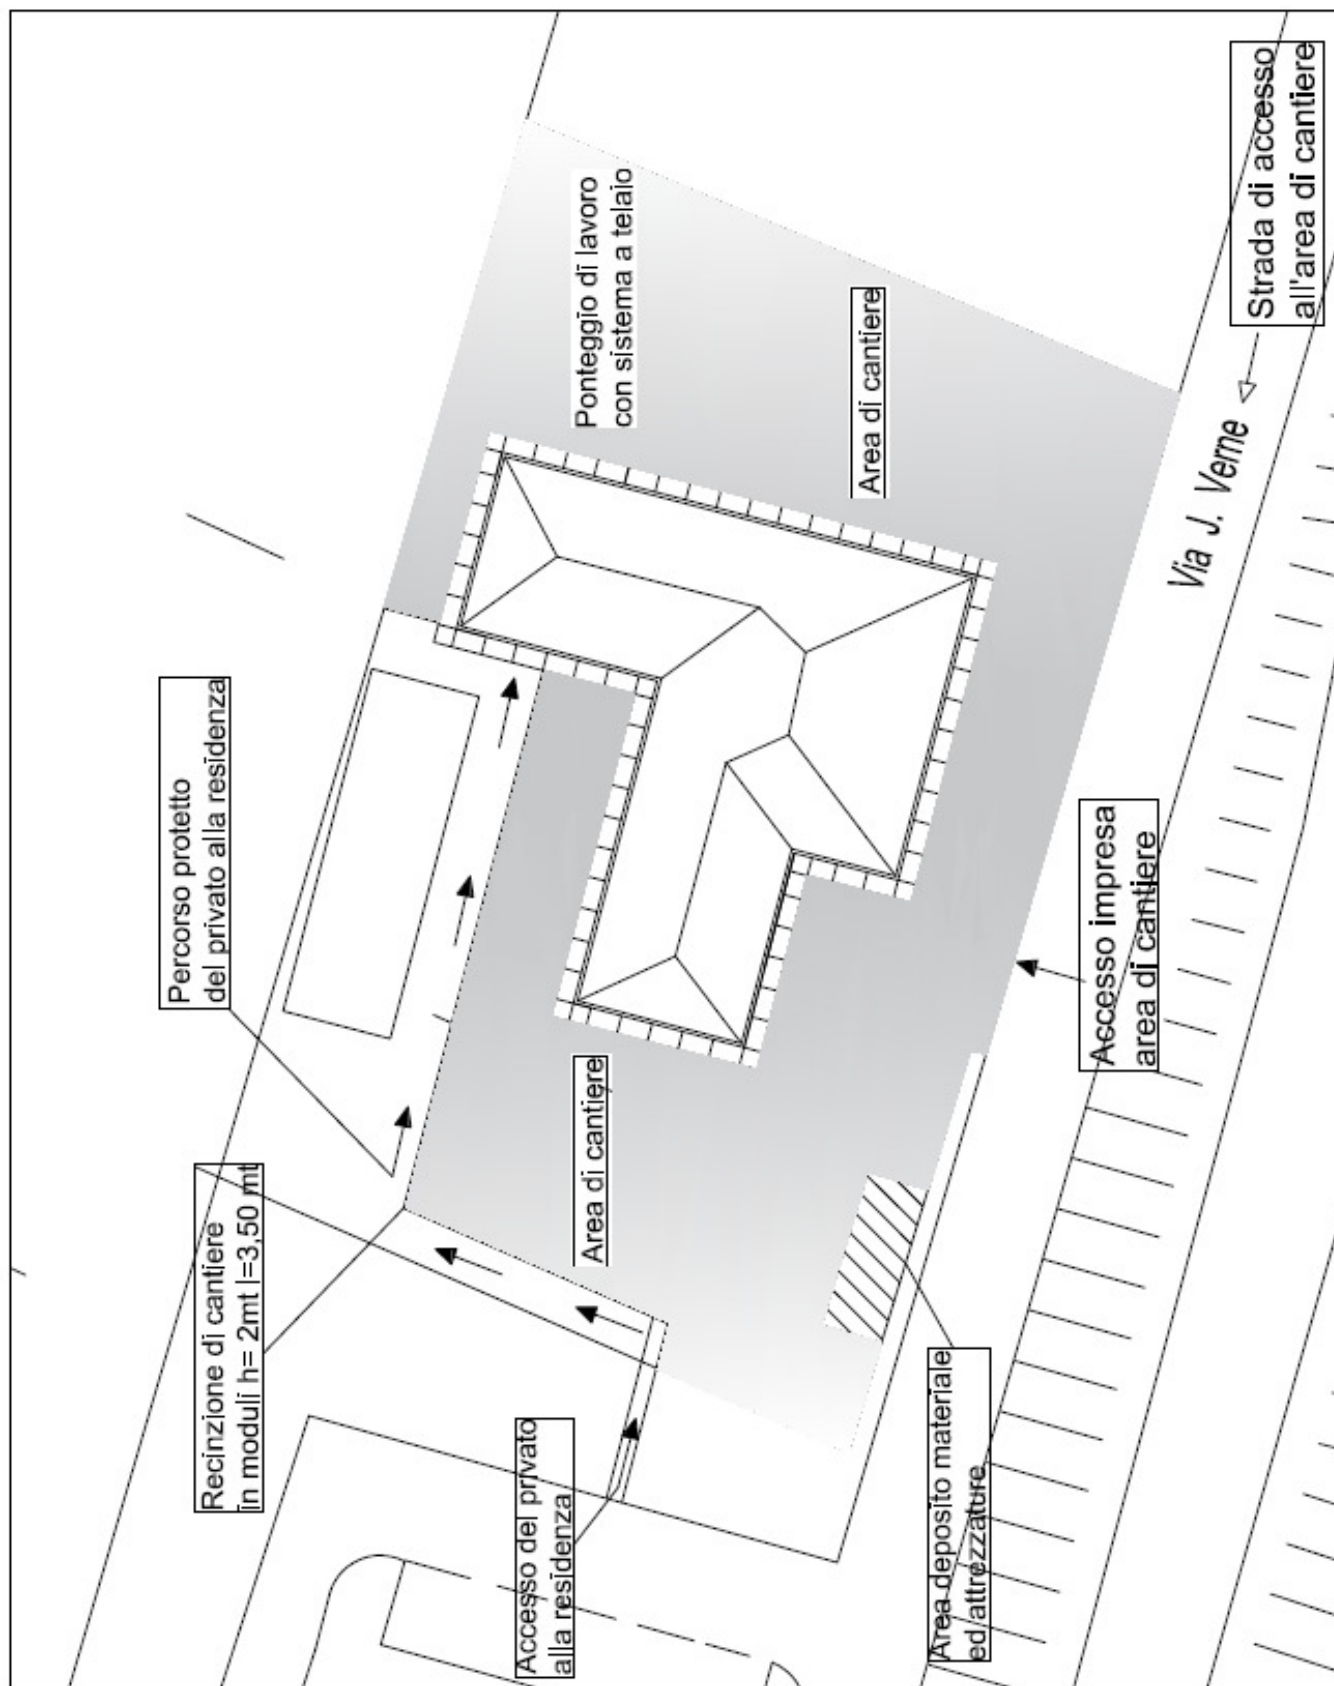 Recinzione di cantiere
in moduli h= 2mt l=3,50 mt
Percorso protetto
del privato alla residenza
Ponteggio di lavoro
con sistema a telaio
Accesso del privato
alla residenza
Area di cantiere
Area di cantiere
Area deposito materiale
ed attrezzature
Accesso impresa
area di cantiere
Via J. Verne
Strada di accesso
all'area di cantiere